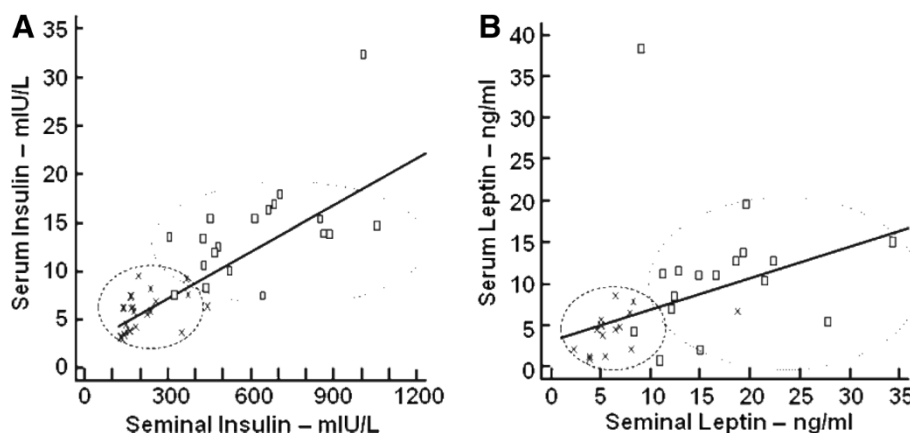 A
Serum Insulin – mIU/L
35
30
25
20
15
10
5
0
0 300 600 900 1200
Seminal Insulin – mIU/L
B
Serum Leptin – ng/ml
40
35
30
25
20
15
10
5
0
0 5 10 15 20 25 30 35
Seminal Leptin – ng/ml